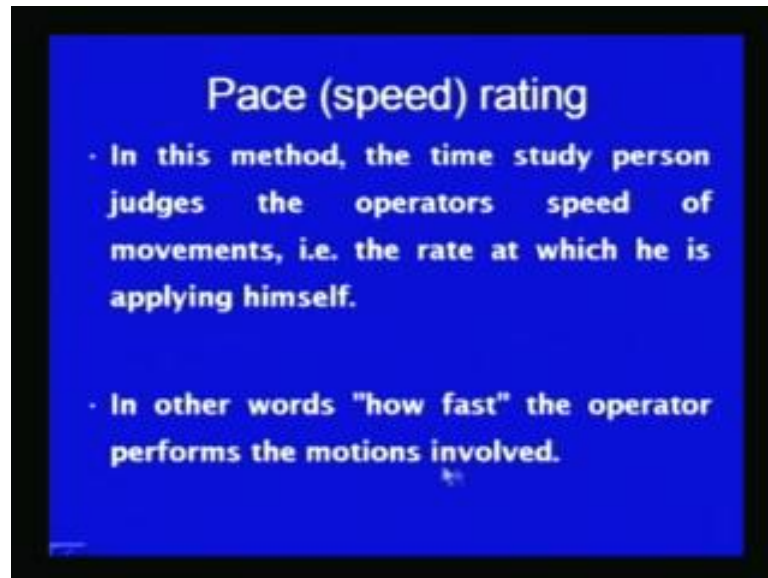 Pace (speed) rating
· In this method, the time study person
judges the operators speed of
movements, i.e. the rate at which he is
applying himself.
· In other words "how fast" the operator
performs the motions involved.